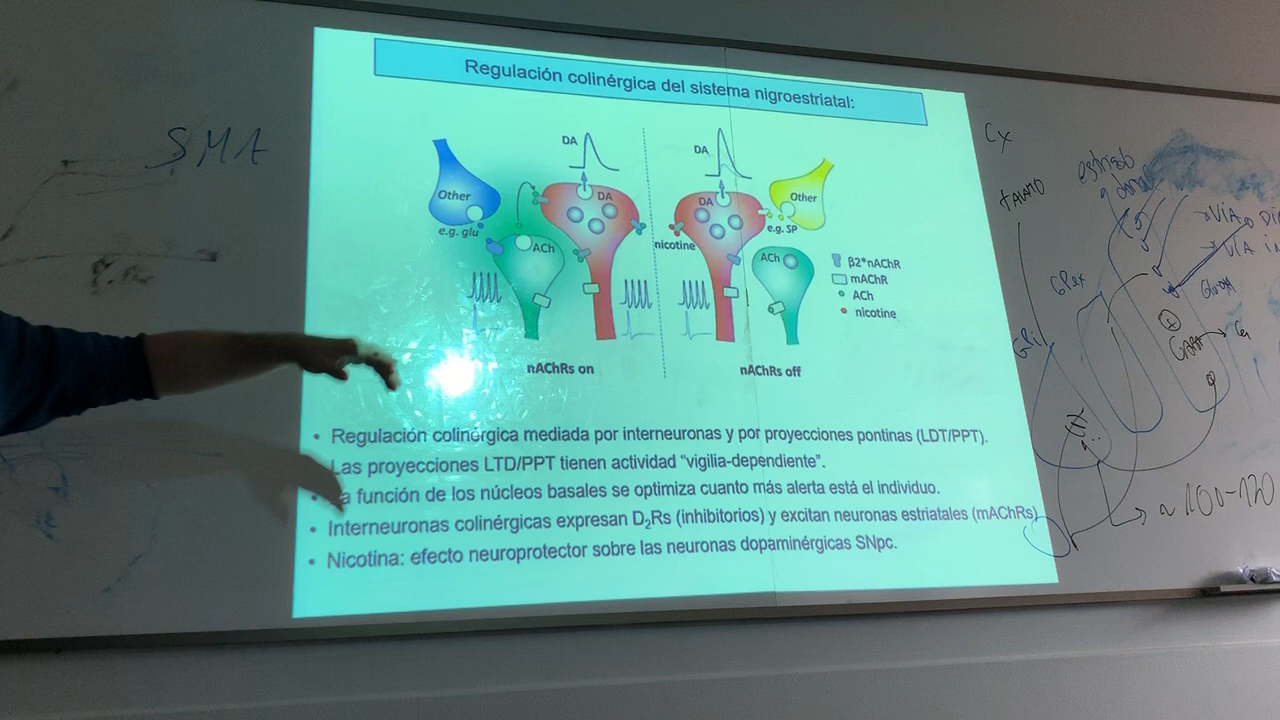 Regulación colinérgica del sistema nigroestriatal:
DA
DA
Other
DA
DA
Other
e.g. glu
e.g. SP
ACh
nicotine
ACh
β2*nAChR
mAChR
ACh
nicotine
nAChRs on
nAChRs off
• Regulación colinérgica mediada por interneuronas y por proyecciones pontinas (LDT/PPT).
Las proyecciones LTD/PPT tienen actividad “vigilia-dependiente”.
a función de los núcleos basales se optimiza cuanto más alerta está el individuo.
• Interneuronas colinérgicas expresan D₂Rs (inhibitorios) y excitan neuronas estriatales (mAChRs)
• Nicotina: efecto neuroprotector sobre las neuronas dopaminérgicas SNpc.
SMA
Cx
TALAMO
VIA
VIA
GPex
GPi
~ 100-120